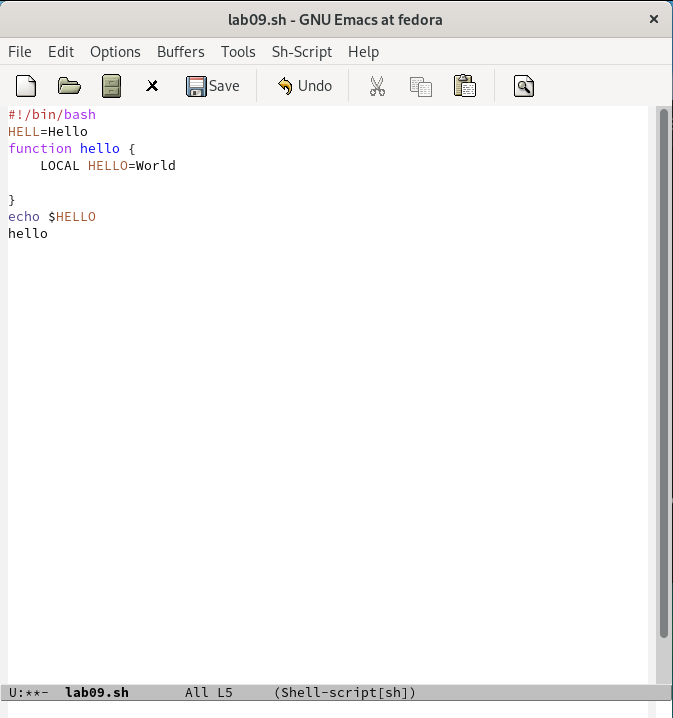 lab09.sh - GNU Emacs at fedora
File Edit Options Buffers Tools Sh-Script Help
Save Undo
#!/bin/bash
HELL=Hello
function hello {
    LOCAL HELLO=World
}
echo $HELLO
hello
U:**- lab09.sh All L5 (Shell-script[sh])